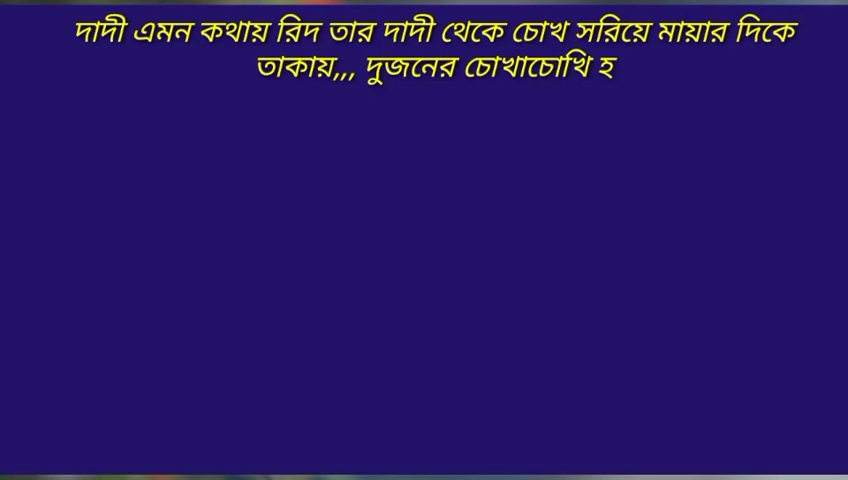 দাদী এমন কথায় রিদ তার দাদী থেকে চোখ সরিয়ে মায়ার দিকে
তাকায়,,, দুজনের চোখাচোখি হ